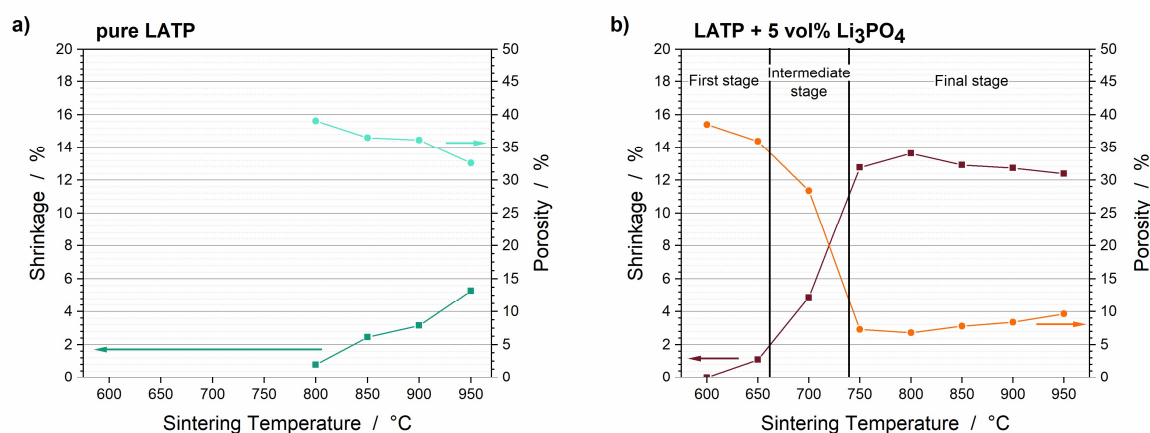 a)
pure LATP
20
18
16
14
12
10
8
6
4
2
0
Shrinkage / %
50
45
40
35
30
25
20
15
10
5
0
Porosity / %
600 650 700 750 800 850 900 950
Sintering Temperature / °C
b)
LATP + 5 vol% Li3PO4
First stage
Intermediate
stage
Final stage
20
18
16
14
12
10
8
6
4
2
0
Shrinkage / %
50
45
40
35
30
25
20
15
10
5
0
Porosity / %
600 650 700 750 800 850 900 950
Sintering Temperature / °C